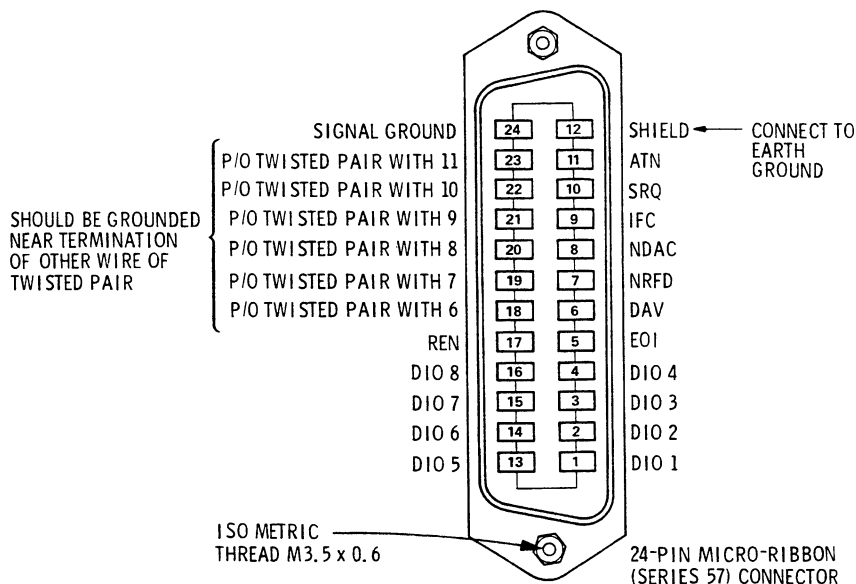 SIGNAL GROUND 24 12 SHIELD CONNECT TO
EARTH
GROUND
P/O TWISTED PAIR WITH 11 23 11 ATN
P/O TWISTED PAIR WITH 10 22 10 SRQ
P/O TWISTED PAIR WITH 9 21 9 IFC
P/O TWISTED PAIR WITH 8 20 8 NDAC
P/O TWISTED PAIR WITH 7 19 7 NRFD
P/O TWISTED PAIR WITH 6 18 6 DAV
SHOULD BE GROUNDED
NEAR TERMINATION
OF OTHER WIRE OF
TWISTED PAIR
REN 17 5 EOI
DIO 8 16 4 DIO 4
DIO 7 15 3 DIO 3
DIO 6 14 2 DIO 2
DIO 5 13 1 DIO 1
ISO METRIC
THREAD M3.5 x 0.6
24-PIN MICRO-RIBBON
(SERIES 57) CONNECTOR